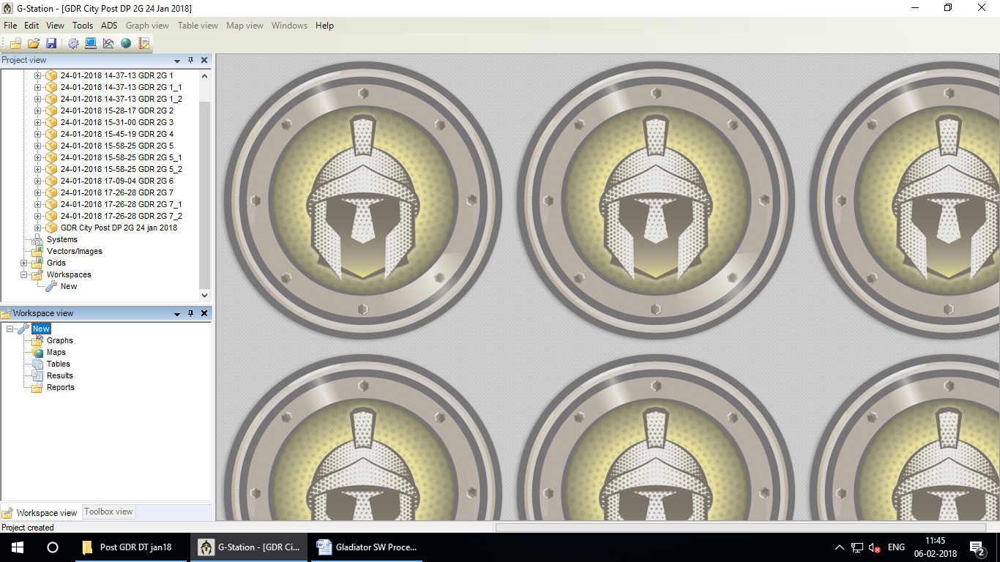 G-Station - [GDR City Post DP 2G 24 Jan 2018]
File Edit View Tools ADS Graph view Table view Map view Windows Help
Project view
24-01-2018 14-37-13 GDR 2G 1
24-01-2018 14-37-13 GDR 2G 1_1
24-01-2018 14-37-13 GDR 2G 1_2
24-01-2018 15-28-17 GDR 2G 2
24-01-2018 15-31-00 GDR 2G 3
24-01-2018 15-45-19 GDR 2G 4
24-01-2018 15-58-25 GDR 2G 5
24-01-2018 15-58-25 GDR 2G 5_1
24-01-2018 15-58-25 GDR 2G 5_2
24-01-2018 17-09-04 GDR 2G 6
24-01-2018 17-26-28 GDR 2G 7
24-01-2018 17-26-28 GDR 2G 7_1
24-01-2018 17-26-28 GDR 2G 7_2
GDR City Post DP 2G 24 jan 2018
Systems
Vectors/Images
Grids
Workspaces
New
Workspace view
New
Graphs
Maps
Tables
Results
Reports
Workspace view Toolbox view
Project created
Post GDR DT jan18 G-Station - [GDR Ci... Gladiator SW Proce... ENG 11:45
06-02-2018 2